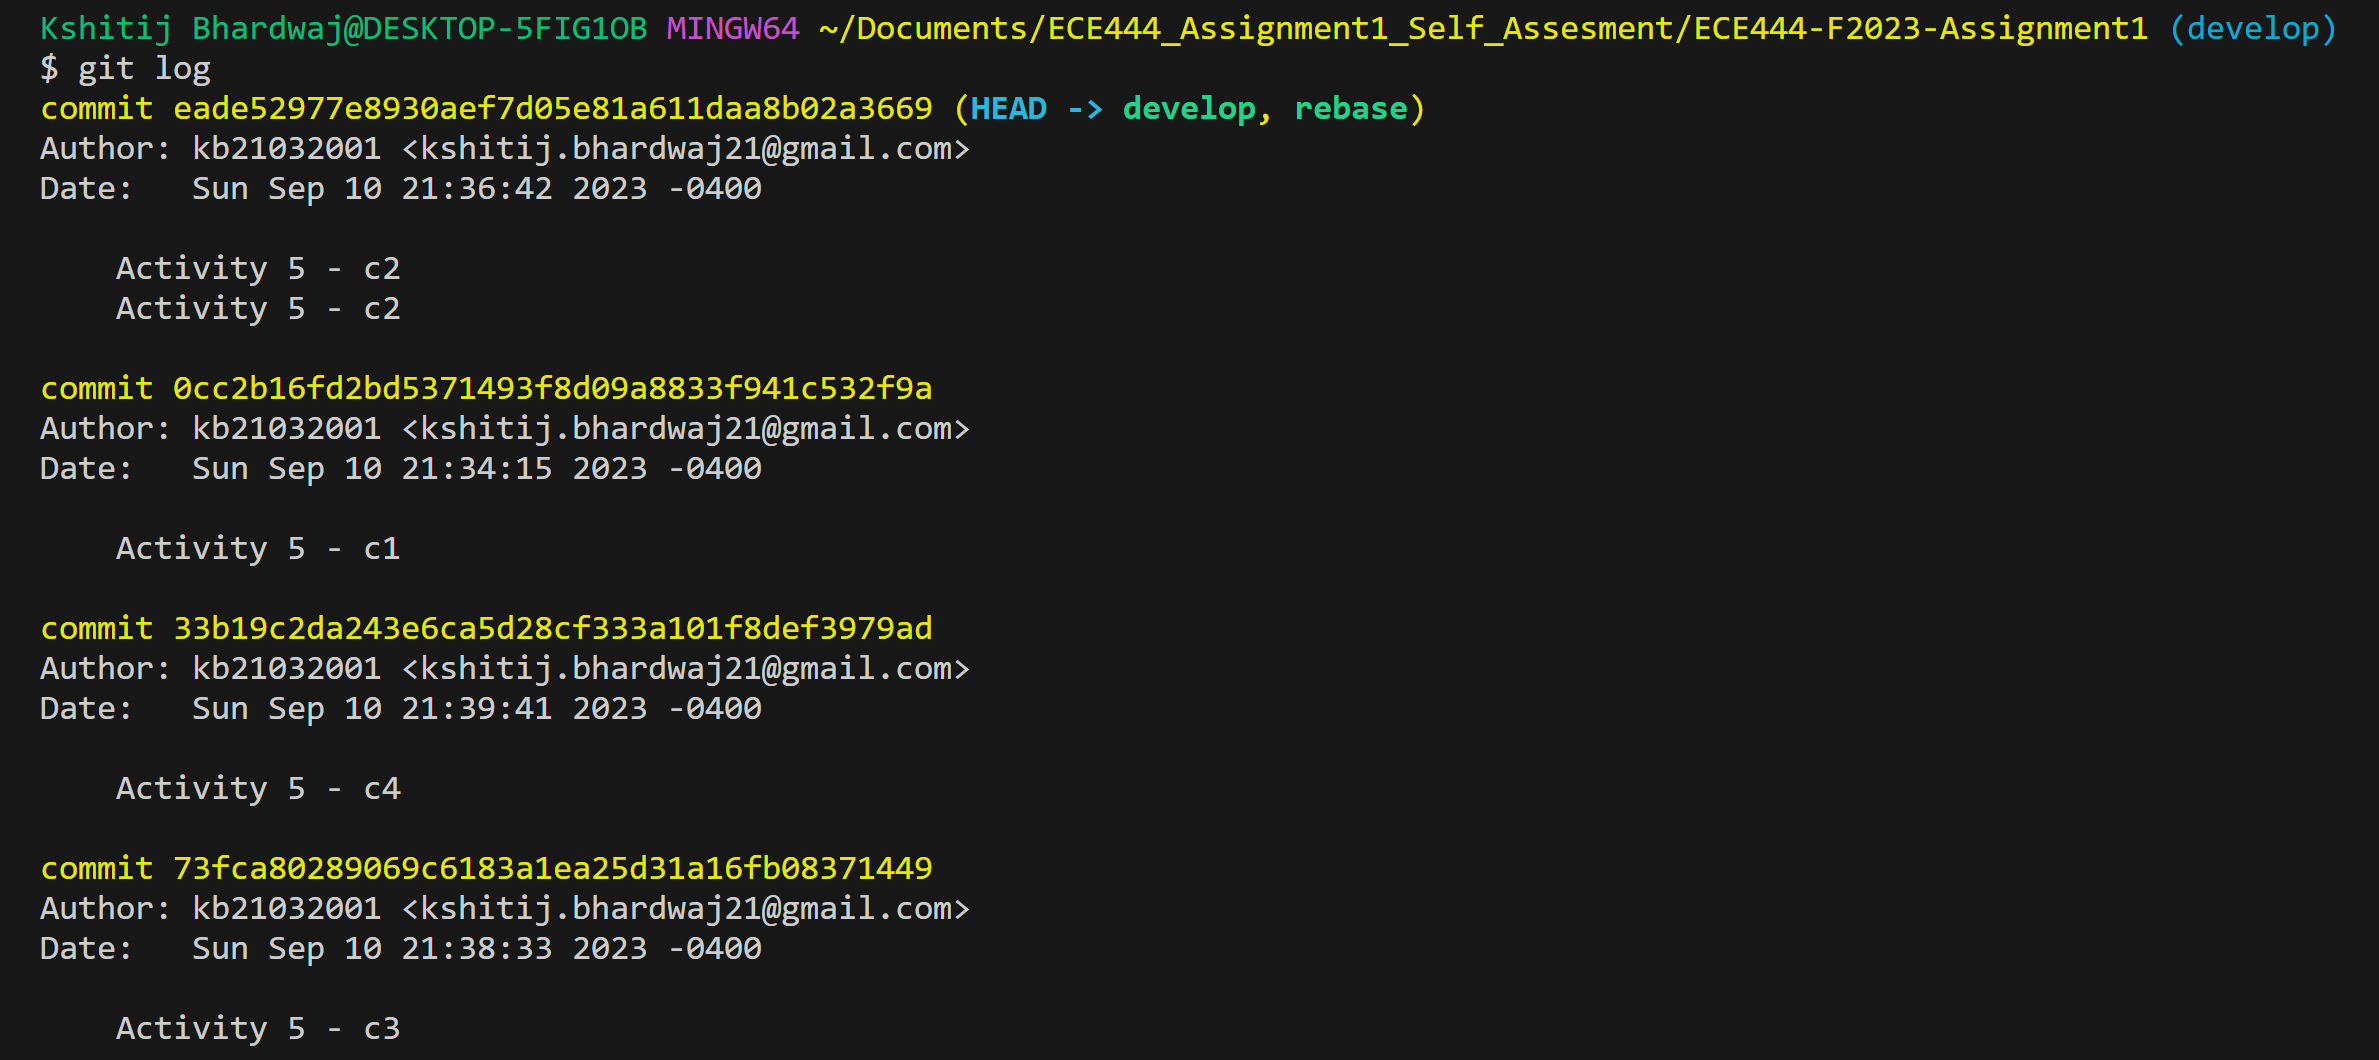 Kshitij Bhardwaj@DESKTOP-5FIG1OB MINGW64 ~/Documents/ECE444_Assignment1_Self_Assesment/ECE444-F2023-Assignment1 (develop)
$ git log
commit eade52977e8930aef7d05e81a611daa8b02a3669 (HEAD -> develop, rebase)
Author: kb21032001 <kshitij.bhardwaj21@gmail.com>
Date:   Sun Sep 10 21:36:42 2023 -0400
    Activity 5 - c2
    Activity 5 - c2
commit 0cc2b16fd2bd5371493f8d09a8833f941c532f9a
Author: kb21032001 <kshitij.bhardwaj21@gmail.com>
Date:   Sun Sep 10 21:34:15 2023 -0400
    Activity 5 - c1
commit 33b19c2da243e6ca5d28cf333a101f8def3979ad
Author: kb21032001 <kshitij.bhardwaj21@gmail.com>
Date:   Sun Sep 10 21:39:41 2023 -0400
    Activity 5 - c4
commit 73fca80289069c6183a1ea25d31a16fb08371449
Author: kb21032001 <kshitij.bhardwaj21@gmail.com>
Date:   Sun Sep 10 21:38:33 2023 -0400
    Activity 5 - c3